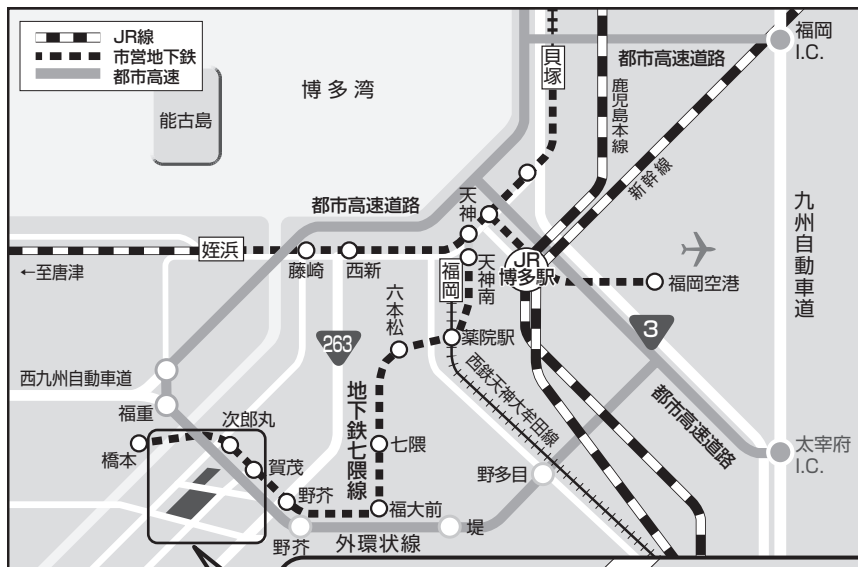 JR線
市営地下鉄
都市高速
博多湾
能古島
貝塚
都市高速道路
福岡
I.C.
鹿児島本線
新幹線
九州自動車道
都市高速道路
天神
姪浜
藤崎
西新
←至唐津
福岡
天神南
JR
博多駅
福岡空港
六本松
263
薬院駅
3
西九州自動車道
福重
地下鉄七隈線
西鉄天神大牟田線
都市高速道路
次郎丸
橋本
賀茂
七隈
野多目
太宰府
I.C.
野芥
福大前
野芥
外環状線
堤